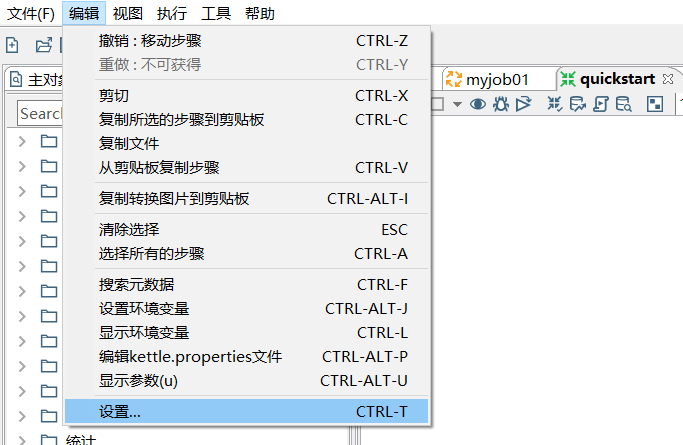 文件(F) 编辑 视图 执行 工具 帮助
撤销 : 移动步骤 CTRL-Z
重做 : 不可获得 CTRL-Y
主对象
myjob01
quickstart
剪切 CTRL-X
Search
复制所选的步骤到剪贴板 CTRL-C
复制文件
从剪贴板复制步骤 CTRL-V
复制转换图片到剪贴板 CTRL-ALT-I
清除选择 ESC
选择所有的步骤 CTRL-A
搜索元数据 CTRL-F
设置环境变量 CTRL-ALT-J
显示环境变量 CTRL-L
编辑kettle.properties文件 CTRL-ALT-P
显示参数(u) CTRL-ALT-U
设置... CTRL-T
统计